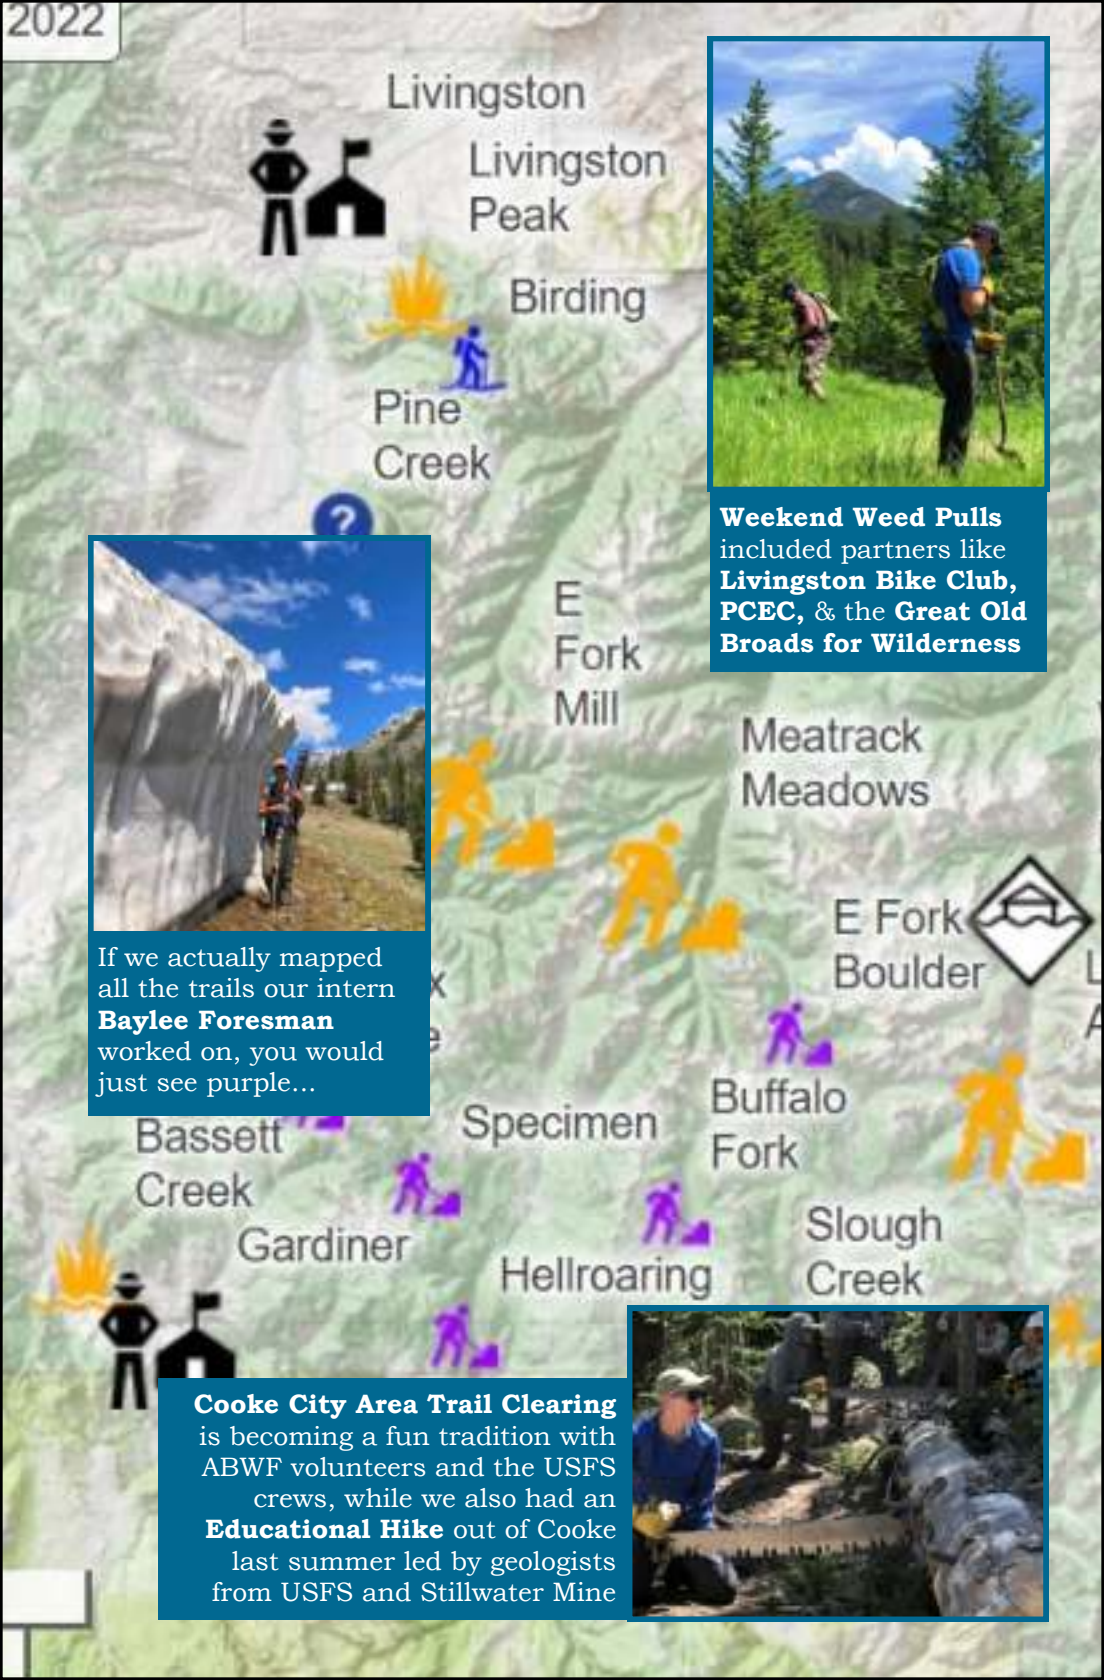 2022
Livingston
Livingston
Peak
Birding
Pine
Creek
?
Weekend Weed Pulls
included partners like
Livingston Bike Club,
PCEC, & the Great Old
Broads for Wilderness
E
Fork
Mill
Meatrack
Meadows
E Fork
Boulder
If we actually mapped
all the trails our intern
Baylee Foresman
worked on, you would
just see purple...
Buffalo
Fork
Specimen
Bassett
Creek
Gardiner
Slough
Creek
Hellroaring
Cooke City Area Trail Clearing
is becoming a fun tradition with
ABWF volunteers and the USFS
crews, while we also had an
Educational Hike out of Cooke
last summer led by geologists
from USFS and Stillwater Mine